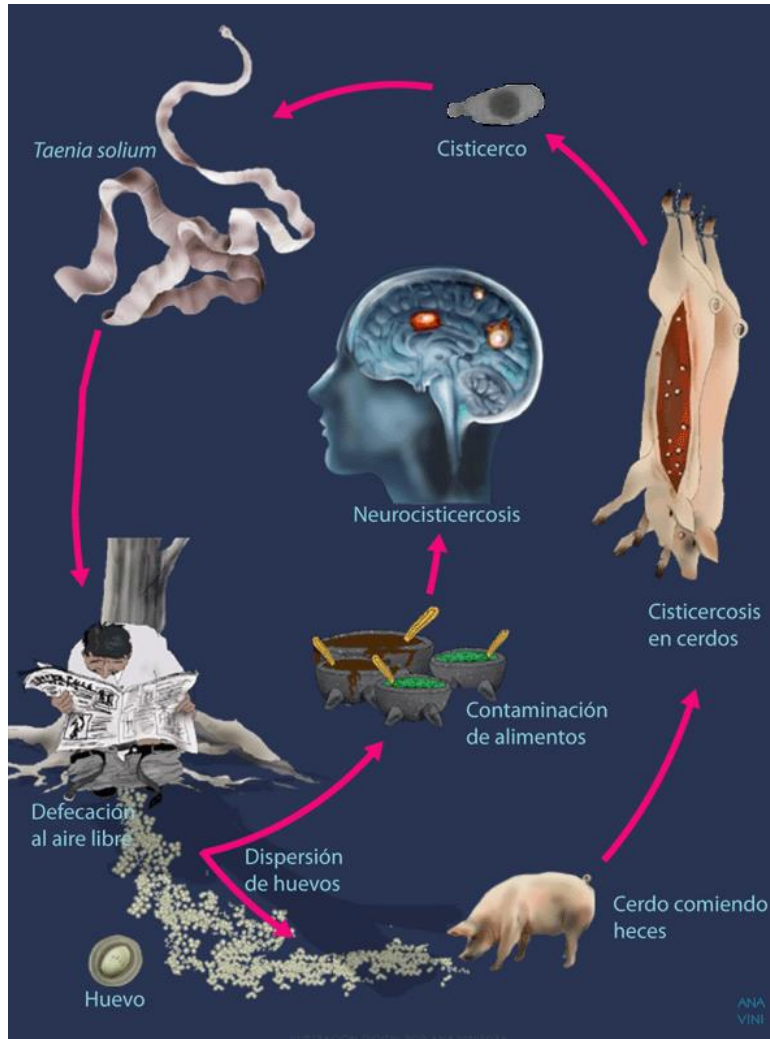 Taenia solium
Cisticerco
Neurocisticercosis
Cisticercosis
en cerdos
Contaminación
de alimentos
Defecación
al aire libre
Dispersión
de huevos
Cerdo comiendo
heces
Huevo
ANA
VINI